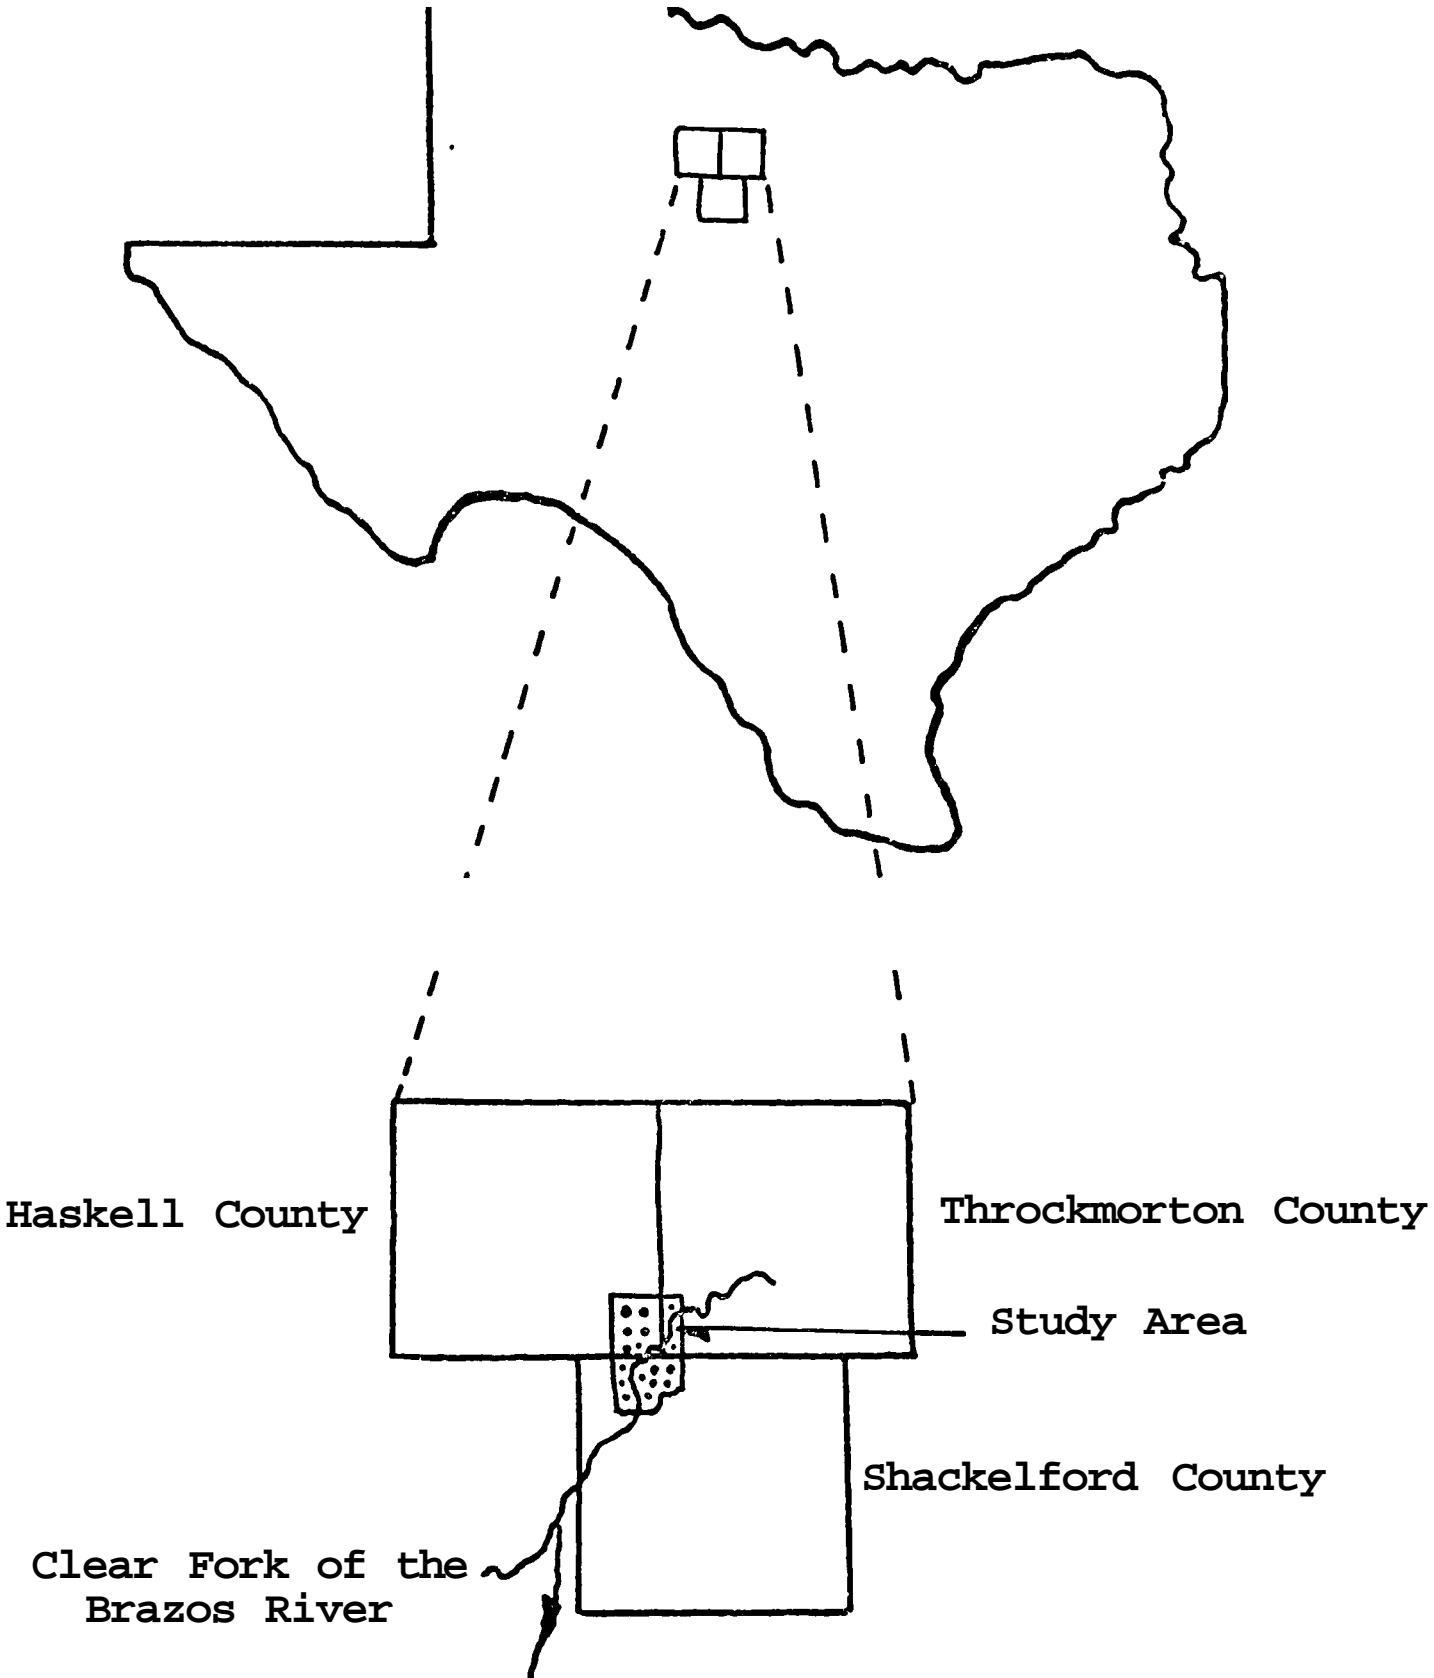 Haskell County
Throckmorton County
Study Area
Shackelford County
Clear Fork of the
Brazos River